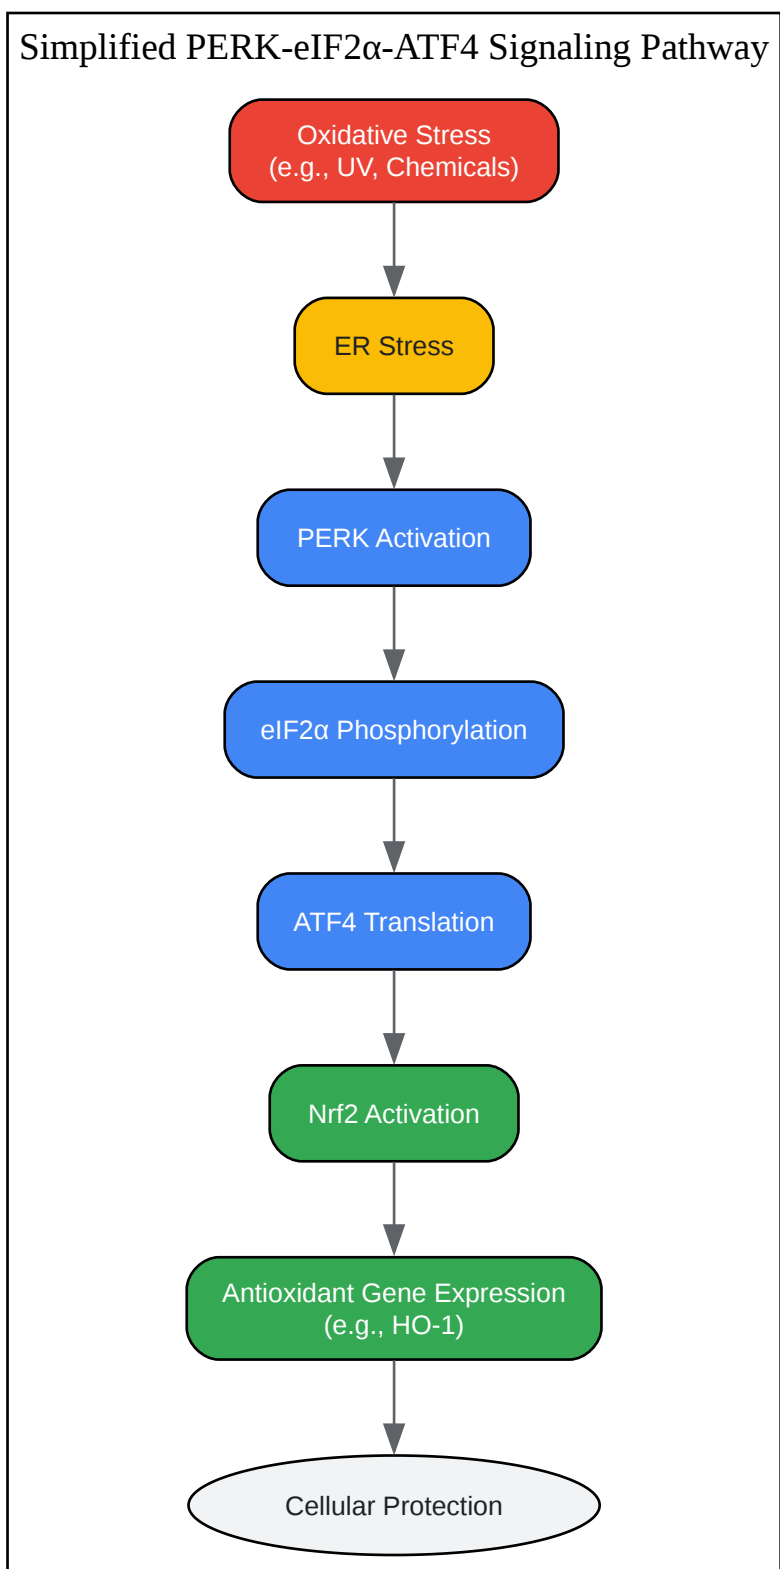 Simplified PERK-eIF2α-ATF4 Signaling Pathway
Oxidative Stress
(e.g., UV, Chemicals)
ER Stress
PERK Activation
eIF2α Phosphorylation
ATF4 Translation
Nrf2 Activation
Antioxidant Gene Expression
(e.g., HO-1)
Cellular Protection